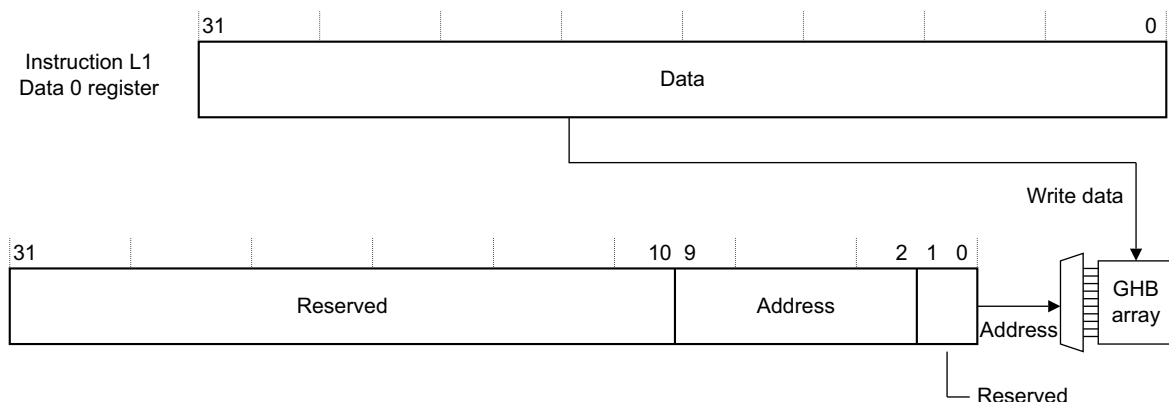 31 0
Instruction L1
Data 0 register
Data
Write data
31 10 9 2 1 0
Reserved
Address
GHB
array
Address
Reserved